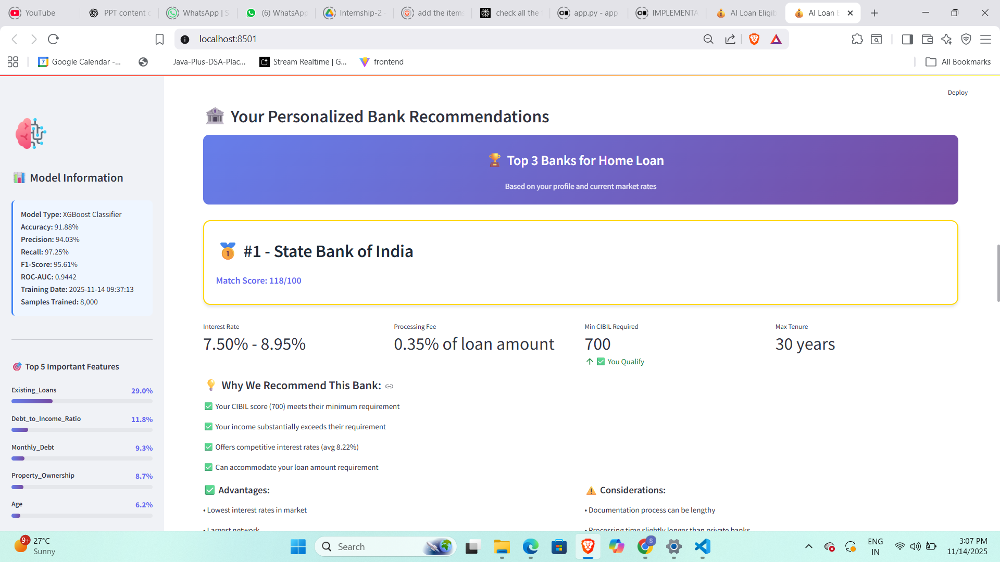 YouTube
PPT content
WhatsApp | S
(6) WhatsApp
Internship-2 -
add the items
check all the
app.py - app
IMPLEMENTA
AI Loan Eligib
AI Loan E
localhost:8501
Google Calendar -...
Java-Plus-DSA-Plac...
Stream Realtime | G...
frontend
All Bookmarks
Deploy
Your Personalized Bank Recommendations
Top 3 Banks for Home Loan
Based on your profile and current market rates
#1 - State Bank of India
Match Score: 118/100
Interest Rate
7.50% - 8.95%
Processing Fee
0.35% of loan amount
Min CIBIL Required
700
↑ ✅ You Qualify
Max Tenure
30 years
Why We Recommend This Bank:
✅ Your CIBIL score (700) meets their minimum requirement
✅ Your income substantially exceeds their requirement
✅ Offers competitive interest rates (avg 8.22%)
✅ Can accommodate your loan amount requirement
✅ Advantages:
• Lowest interest rates in market
• Largest network
⚠️ Considerations:
• Documentation process can be lengthy
• Processing time slightly longer than private banks
Model Information
Model Type: XGBoost Classifier
Accuracy: 91.88%
Precision: 94.03%
Recall: 97.25%
F1-Score: 95.61%
ROC-AUC: 0.9442
Training Date: 2025-11-14 09:37:13
Samples Trained: 8,000
Top 5 Important Features
Existing_Loans 29.0%
Debt_to_Income_Ratio 11.8%
Monthly_Debt 9.3%
Property_Ownership 8.7%
Age 6.2%
9+
27°C
Sunny
Search
S
ENG
IN
3:07 PM
11/14/2025